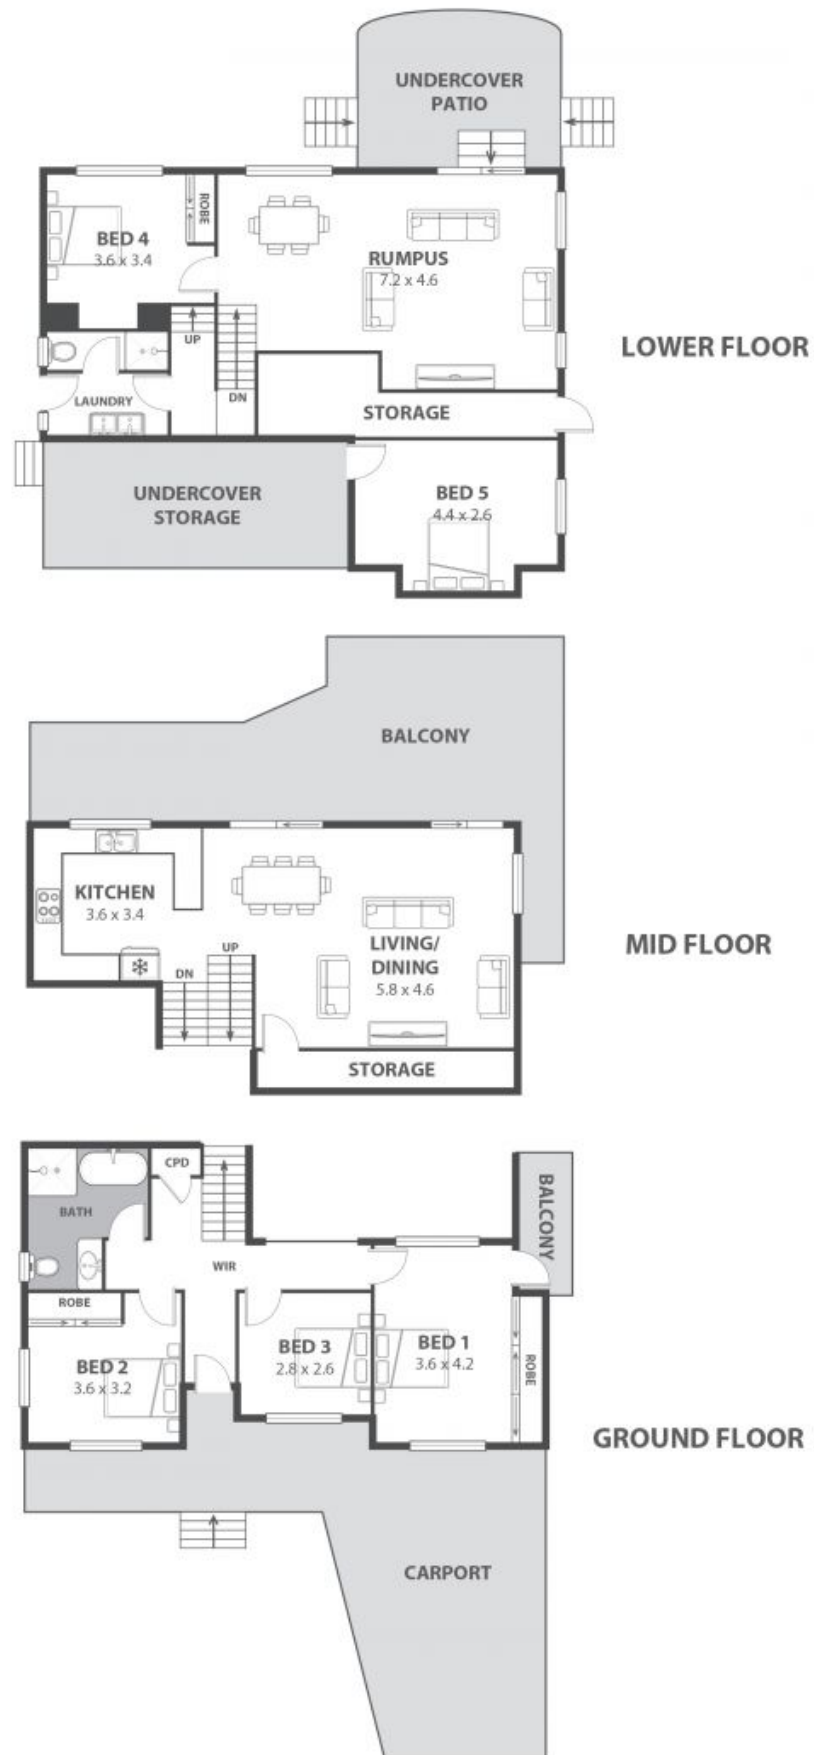 UNDERCOVER
PATIO
ROBE
BED 4
3.6 x 3.4
RUMPUS
7.2 x 4.6
UP
DN
LOWER FLOOR
LAUNDRY
STORAGE
UNDERCOVER
STORAGE
BED 5
4.4 x 2.6
BALCONY
KITCHEN
3.6 x 3.4
LIVING/
DINING
5.8 x 4.6
UP
DN
MID FLOOR
STORAGE
CPD
BATH
BALCONY
WIR
ROBE
BED 2
3.6 x 3.2
BED 3
2.8 x 2.6
BED 1
3.6 x 4.2
ROBE
GROUND FLOOR
CARPORT